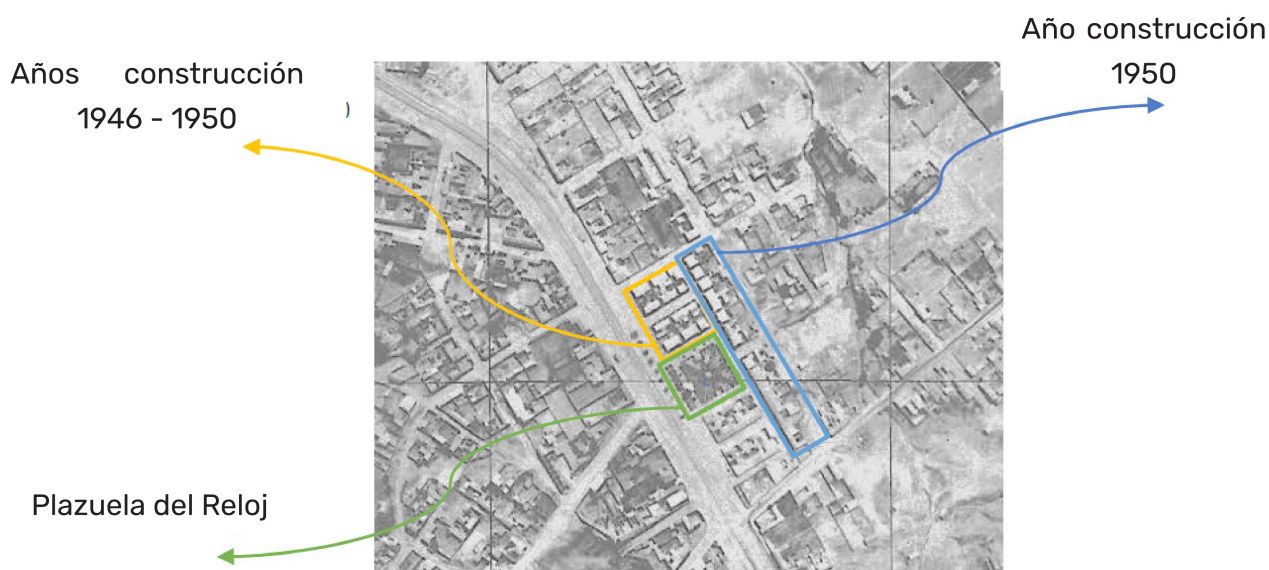 Año construcción
1950
Años construcción
1946 - 1950
)
Plazuela del Reloj